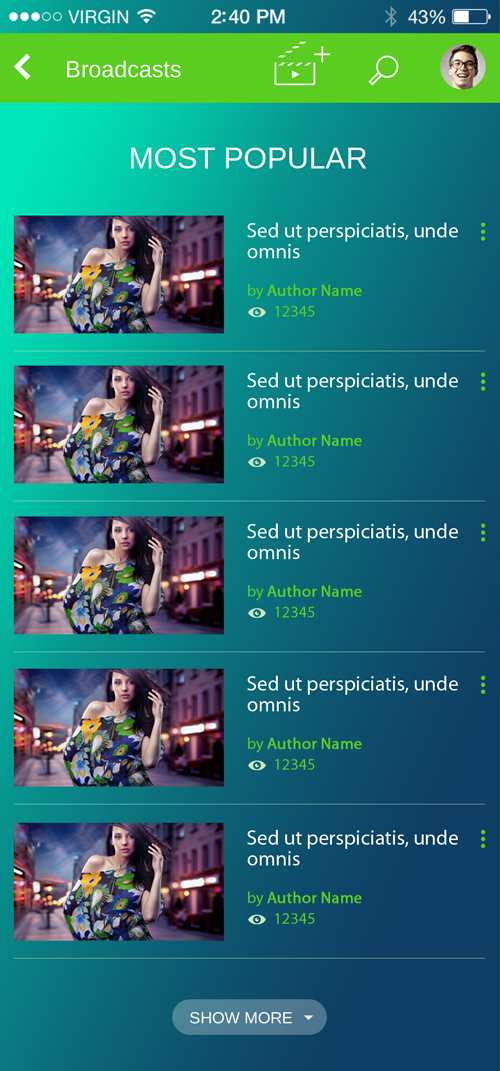 VIRGIN 2:40 PM 43%
Broadcasts
MOST POPULAR
Sed ut perspiciatis, unde
omnis
by Author Name
12345
Sed ut perspiciatis, unde
omnis
by Author Name
12345
Sed ut perspiciatis, unde
omnis
by Author Name
12345
Sed ut perspiciatis, unde
omnis
by Author Name
12345
Sed ut perspiciatis, unde
omnis
by Author Name
12345
SHOW MORE